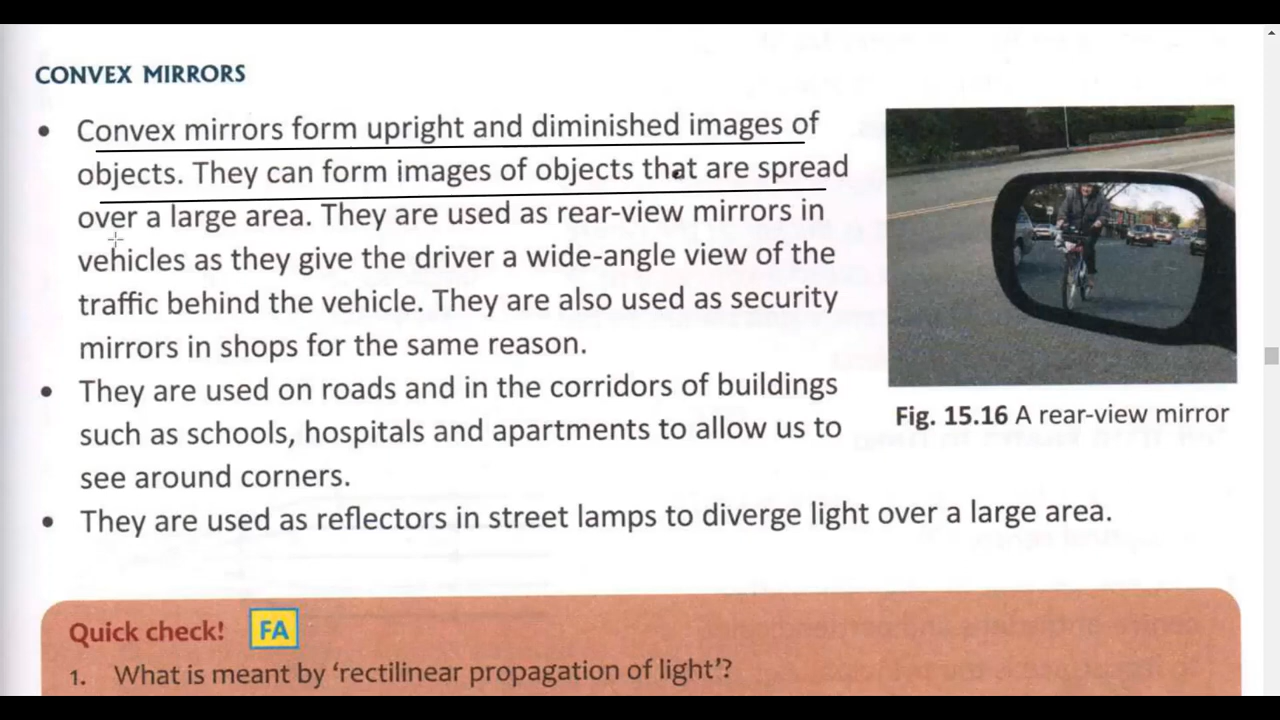 CONVEX MIRRORS
• Convex mirrors form upright and diminished images of
objects. They can form images of objects that are spread
over a large area. They are used as rear-view mirrors in
vehicles as they give the driver a wide-angle view of the
traffic behind the vehicle. They are also used as security
mirrors in shops for the same reason.
• They are used on roads and in the corridors of buildings
such as schools, hospitals and apartments to allow us to
see around corners.
• They are used as reflectors in street lamps to diverge light over a large area.
Fig. 15.16 A rear-view mirror
Quick check! FA
1. What is meant by ‘rectilinear propagation of light’?